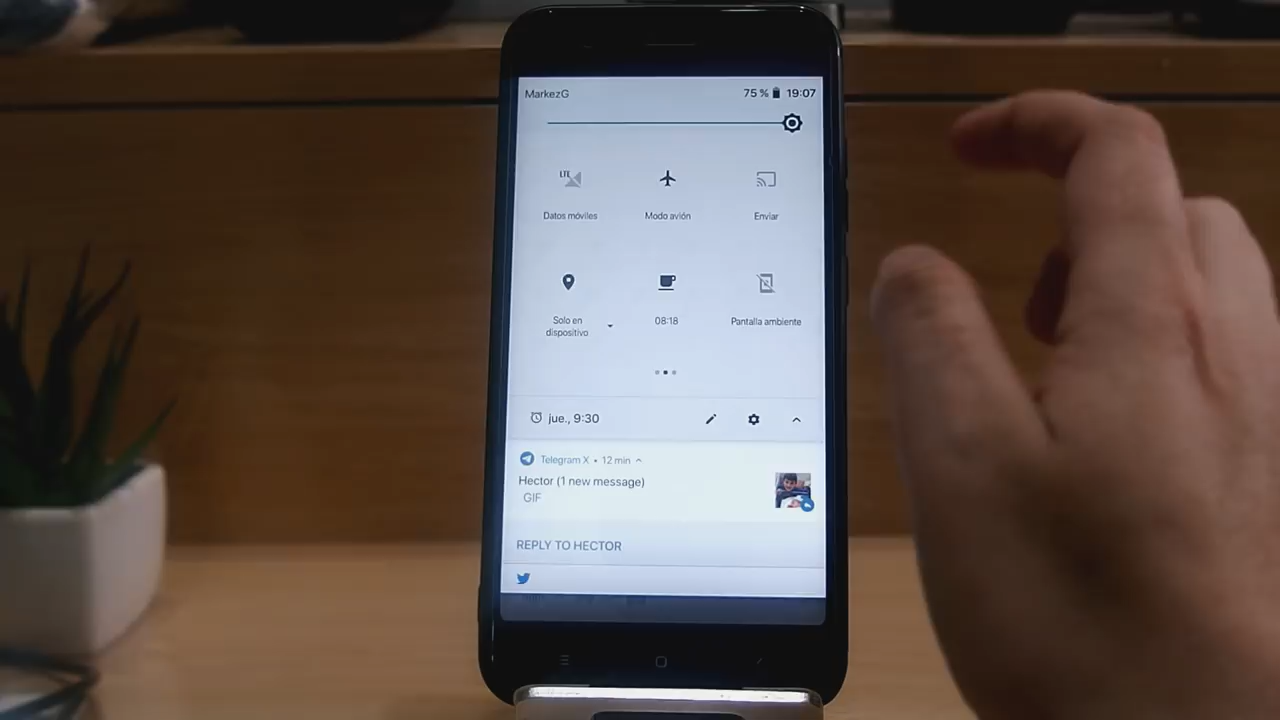 MarkezG 75 % 19:07
LTE
Datos móviles Modo avión Enviar
Solo en dispositivo 08:18 Pantalla ambiente
jue., 9:30
Telegram X • 12 min
Hector (1 new message)
GIF
REPLY TO HECTOR